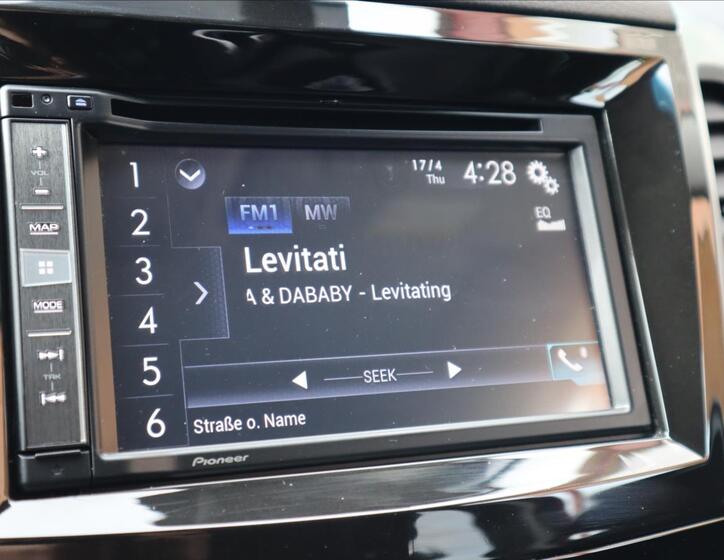 VOL
MAP
MODE
TRK
1
2
3
4
5
6
17/4
Thu
4:28
FM1 MW
EQ
Levitati
A & DABABY - Levitating
SEEK
Straße o. Name
Pioneer